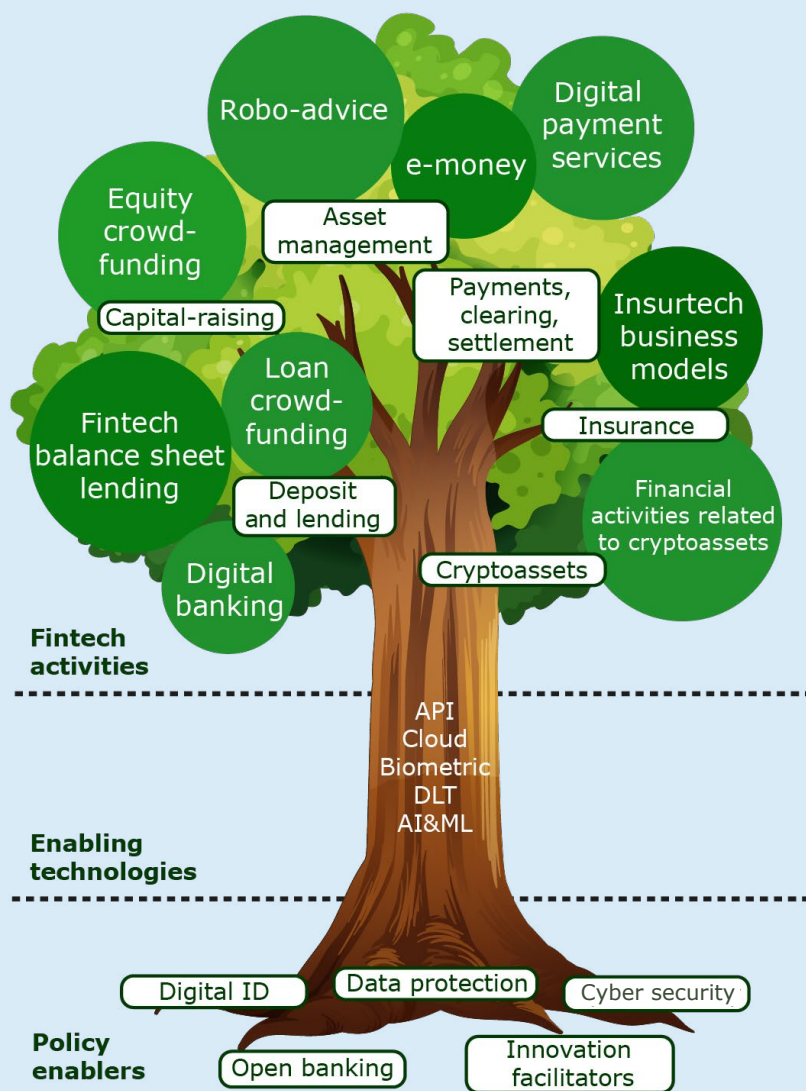 Robo-advice
Digital
payment
services
e-money
Equity
crowd-
funding
Asset
management
Capital-raising
Payments,
clearing,
settlement
Insurtech
business
models
Loan
crowd-
funding
Fintech
balance sheet
lending
Insurance
Deposit
and lending
Financial
activities related
to cryptoassets
Digital
banking
Cryptoassets
Fintech
activities
API
Cloud
Biometric
DLT
AI&ML
Enabling
technologies
Digital ID
Data protection
Cyber security
Policy
enablers
Open banking
Innovation
facilitators